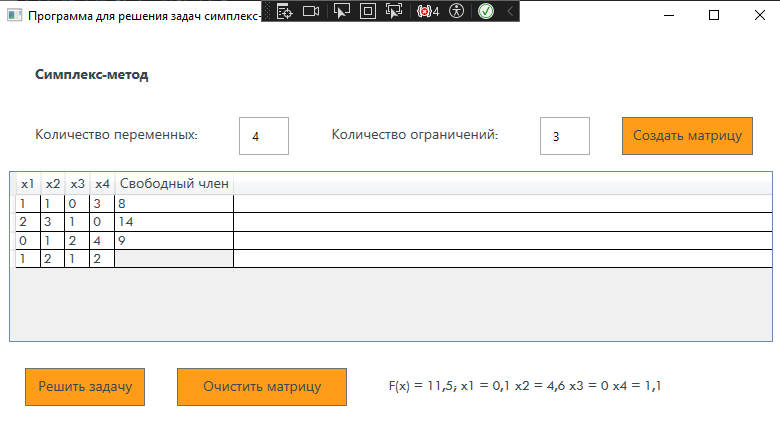 Программа для решения задач симплекс-
4
Симплекс-метод
Количество переменных: 4 Количество ограничений: 3 Создать матрицу
x1 x2 x3 x4 Свободный член
1 1 0 3 8
2 3 1 0 14
0 1 2 4 9
1 2 1 2
Решить задачу Очистить матрицу F(x) = 11,5; x1 = 0,1 x2 = 4,6 x3 = 0 x4 = 1,1